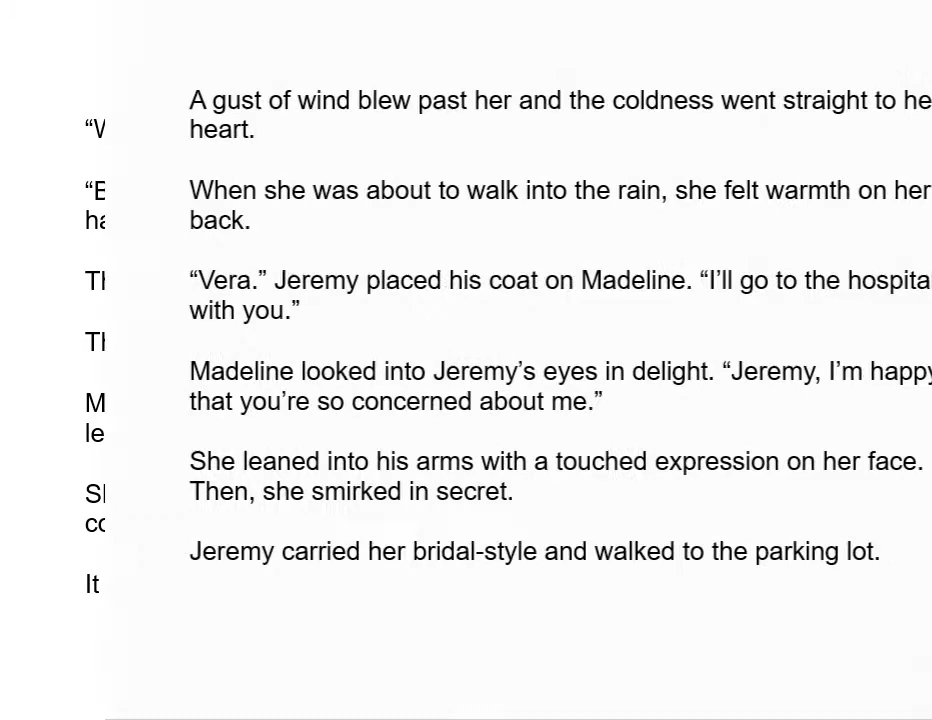 A gust of wind blew past her and the coldness went straight to
heart.
When she was about to walk into the rain, she felt warmth on her
back.
“Vera.” Jeremy placed his coat on Madeline. “I’ll go to the
with you.”
Madeline looked into Jeremy’s eyes in delight. “Jeremy, I’m
that you’re so concerned about me.”
She leaned into his arms with a touched expression on her face.
Then, she smirked in secret.
Jeremy carried her bridal-style and walked to the parking lot.
It